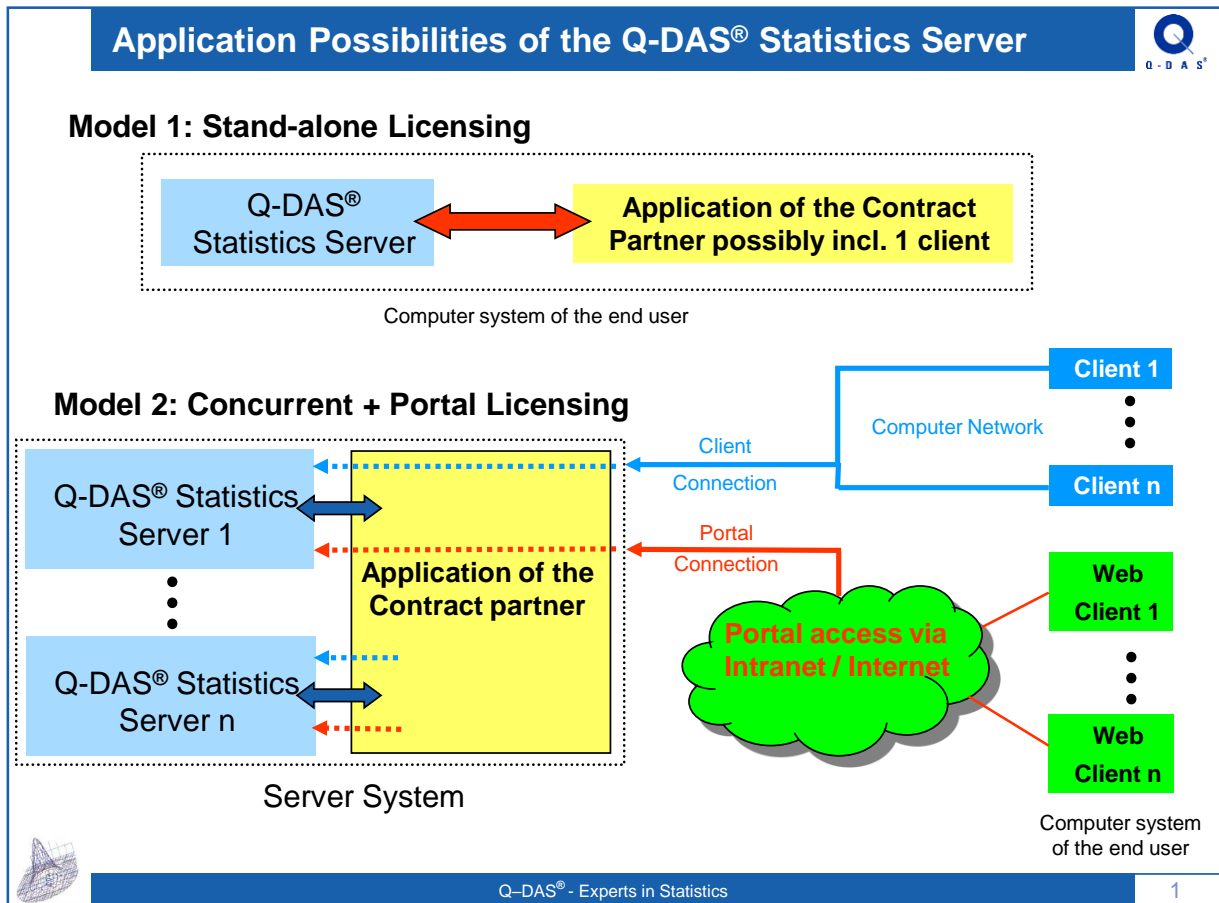 Application Possibilities of the Q-DAS® Statistics Server
Q-DAS®
Model 1: Stand-alone Licensing
Q-DAS®
Statistics Server
Application of the Contract
Partner possibly incl. 1 client
Computer system of the end user
Model 2: Concurrent + Portal Licensing
Client 1
Computer Network
Client n
Client
Connection
Portal
Connection
Q-DAS® Statistics
Server 1
Application of the
Contract partner
Q-DAS® Statistics
Server n
Server System
Portal access via
Intranet / Internet
Web
Client 1
Web
Client n
Computer system
of the end user
Q–DAS® - Experts in Statistics
1